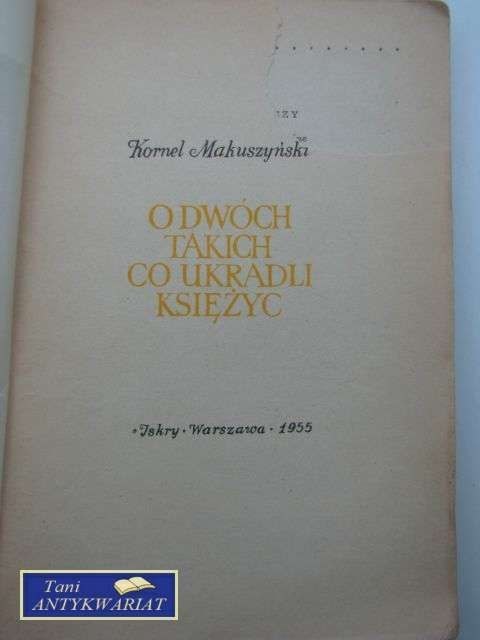 Kornel Makuszyński
O DWÓCH
TAKICH
CO UKRADLI
KSIĘŻYC
Iskry · Warszawa · 1955
Tani
ANTYKWARIAT